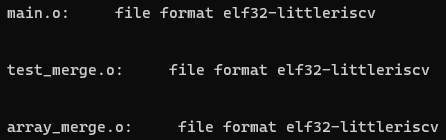 main.o:     file format elf32-littleriscv
test_merge.o:     file format elf32-littleriscv
array_merge.o:     file format elf32-littleriscv